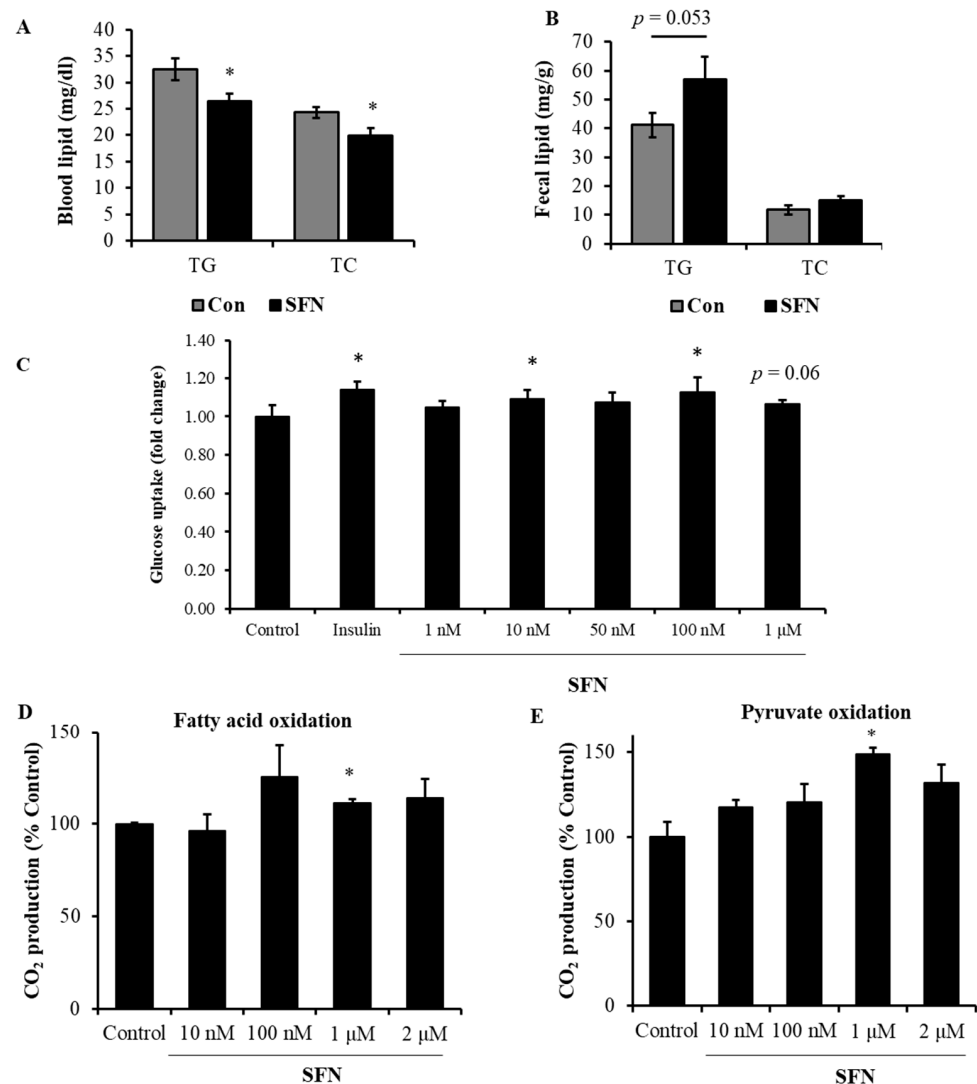 A
Blood lipid (mg/dl)
40
35
30
25
20
15
10
5
0
*
*
TG TC
Con SFN
B
p = 0.053
Fecal lipid (mg/g)
70
60
50
40
30
20
10
0
TG TC
Con SFN
C
Glucose uptake (fold change)
1.40
1.20
1.00
0.80
0.60
0.40
0.20
0.00
*
*
*
p = 0.06
Control Insulin 1 nM 10 nM 50 nM 100 nM 1 μM
SFN
D
Fatty acid oxidation
CO2 production (% Control)
150
100
50
0
*
Control 10 nM 100 nM 1 μM 2 μM
SFN
E
Pyruvate oxidation
CO2 production (% Control)
150
100
50
0
*
Control 10 nM 100 nM 1 μM 2 μM
SFN